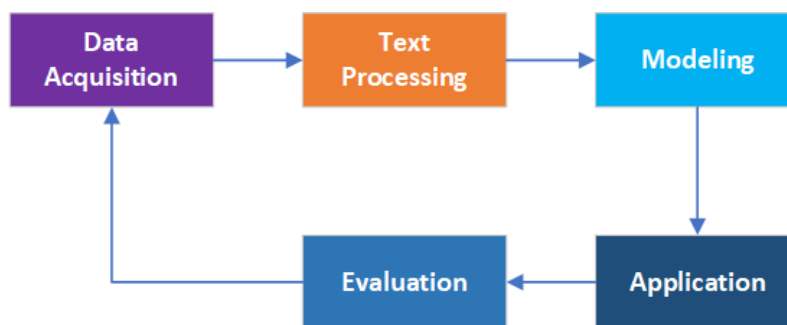 Data
Acquisition
Text
Processing
Modeling
Evaluation
Application